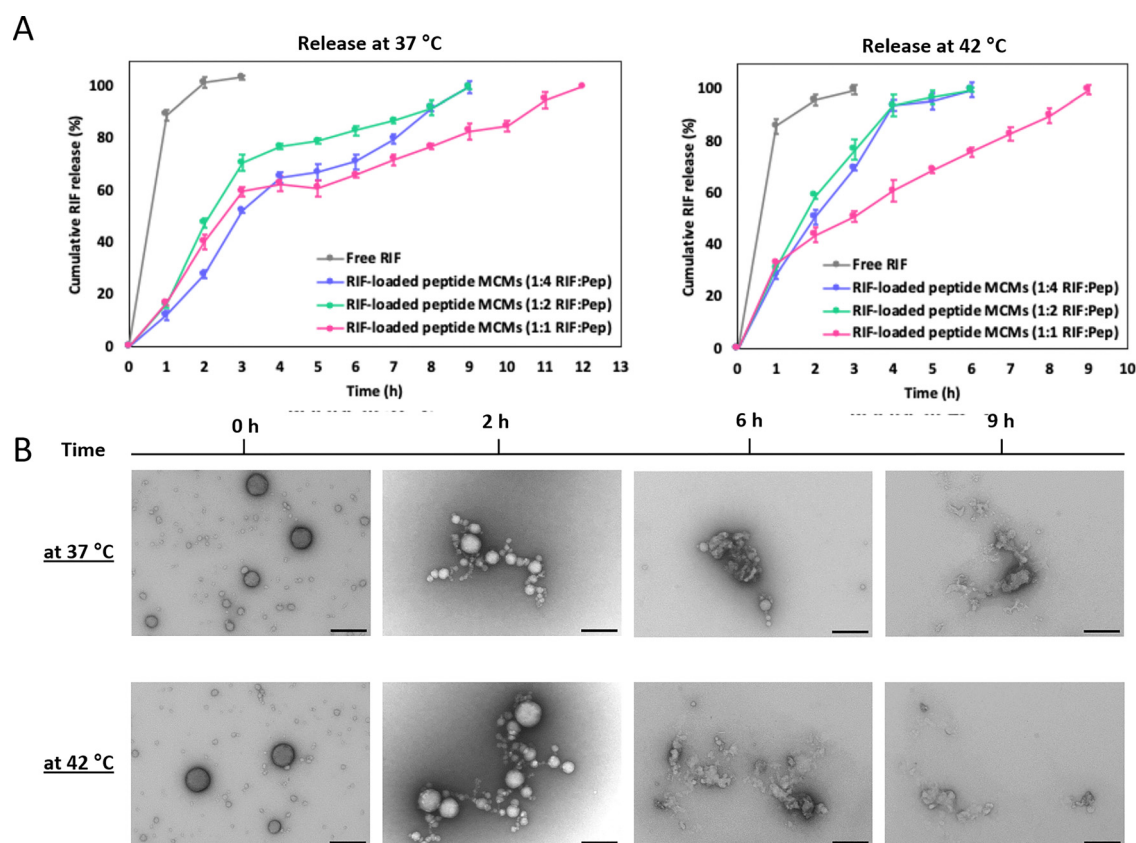 A
Release at 37 °C
Cumulative RIF release (%)
100
80
60
40
20
0
Free RIF
RIF-loaded peptide MCMs (1:4 RIF:Pep)
RIF-loaded peptide MCMs (1:2 RIF:Pep)
RIF-loaded peptide MCMs (1:1 RIF:Pep)
0 1 2 3 4 5 6 7 8 9 10 11 12 13
Time (h)
Release at 42 °C
Cumulative RIF release (%)
100
80
60
40
20
0
Free RIF
RIF-loaded peptide MCMs (1:4 RIF:Pep)
RIF-loaded peptide MCMs (1:2 RIF:Pep)
RIF-loaded peptide MCMs (1:1 RIF:Pep)
0 1 2 3 4 5 6 7 8 9 10
Time (h)
B
Time 0 h 2 h 6 h 9 h
at 37 °C
at 42 °C